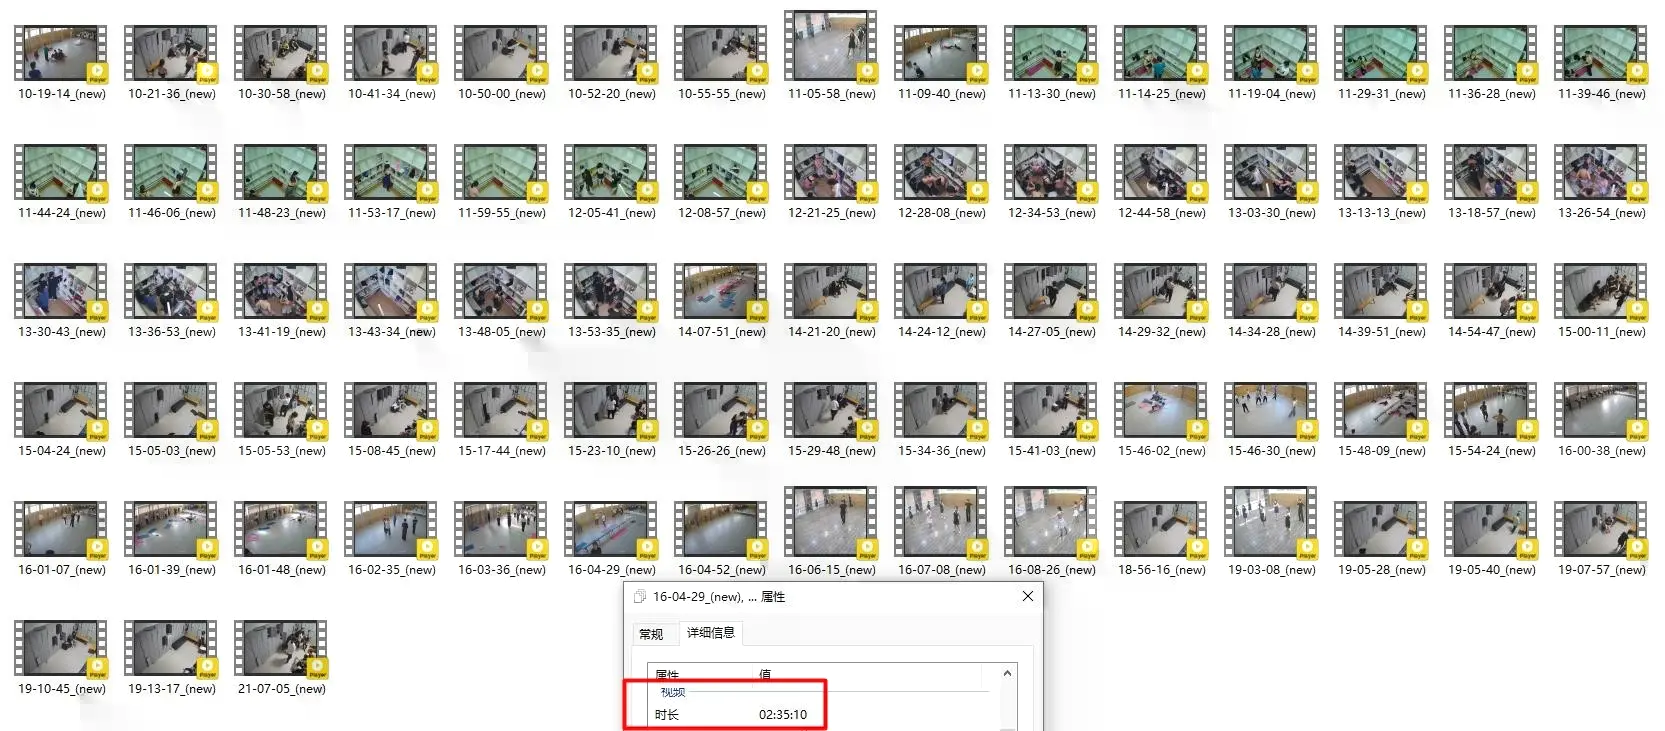 10-19-14_(new) 10-21-36_(new) 10-30-58_(new) 10-41-34_(new) 10-50-00_(new) 10-52-20_(new) 10-55-55_(new) 11-05-58_(new) 11-09-40_(new) 11-13-30_(new) 11-14-25_(new) 11-19-04_(new) 11-29-31_(new) 11-36-28_(new) 11-39-46_(new)
11-44-24_(new) 11-46-06_(new) 11-48-23_(new) 11-53-17_(new) 11-59-55_(new) 12-05-41_(new) 12-08-57_(new) 12-21-25_(new) 12-28-08_(new) 12-34-53_(new) 12-44-58_(new) 13-03-30_(new) 13-13-13_(new) 13-18-57_(new) 13-26-54_(new)
13-30-43_(new) 13-36-53_(new) 13-41-19_(new) 13-43-34_(new) 13-48-05_(new) 13-53-35_(new) 14-07-51_(new) 14-21-20_(new) 14-24-12_(new) 14-27-05_(new) 14-29-32_(new) 14-34-28_(new) 14-39-51_(new) 14-54-47_(new) 15-00-11_(new)
15-04-24_(new) 15-05-03_(new) 15-05-53_(new) 15-08-45_(new) 15-17-44_(new) 15-23-10_(new) 15-26-26_(new) 15-29-48_(new) 15-34-36_(new) 15-41-03_(new) 15-46-02_(new) 15-46-30_(new) 15-48-09_(new) 15-54-24_(new) 16-00-38_(new)
16-01-07_(new) 16-01-39_(new) 16-01-48_(new) 16-02-35_(new) 16-03-36_(new) 16-04-29_(new) 16-04-52_(new) 16-06-15_(new) 16-07-08_(new) 16-08-26_(new) 18-56-16_(new) 19-03-08_(new) 19-05-28_(new) 19-05-40_(new) 19-07-57_(new)
19-10-45_(new) 19-13-17_(new) 21-07-05_(new)
16-04-29_(new), ... 属性
常规 详细信息
属性 值
视频
时长 02:35:10